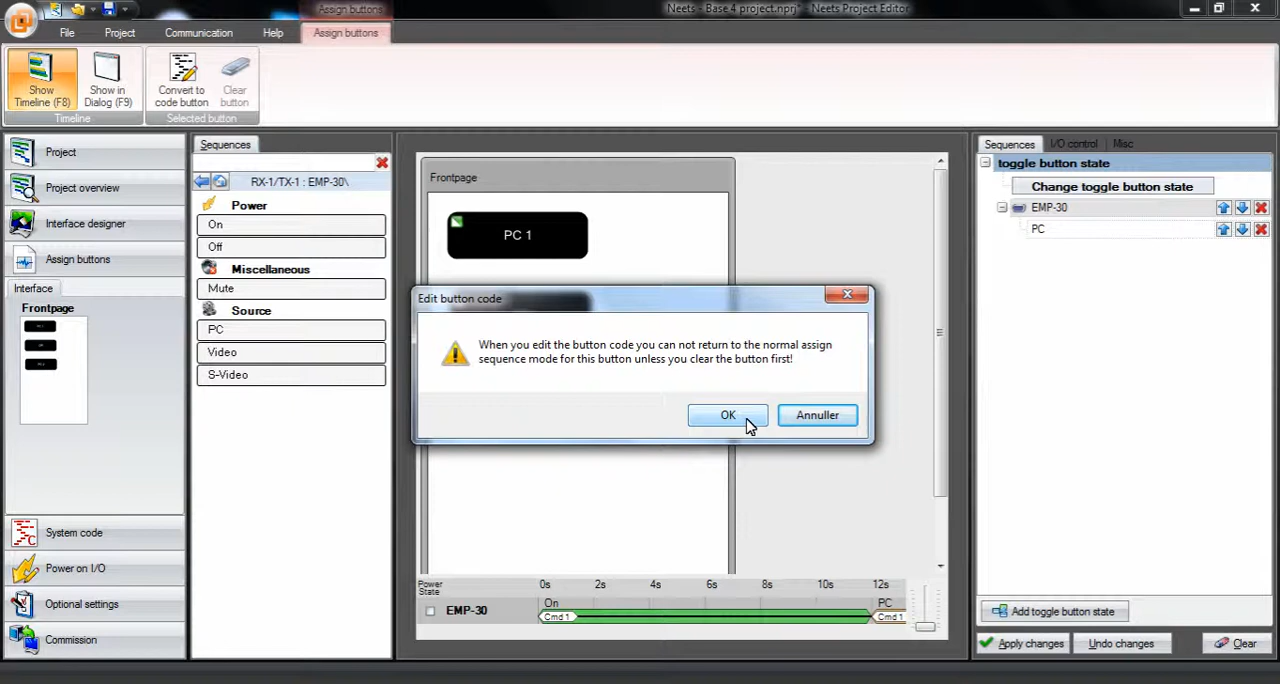 Assign buttons
Neets - Base 4 project.nprj* - Neets Project Editor
File
Project
Communication
Help
Assign buttons
Show
Timeline (F8)
Show in
Dialog (F9)
Convert to
code button
Clear
button
Timeline
Selected button
Project
Project overview
Interface designer
Assign buttons
Interface
Frontpage
System code
Power on I/O
Optional settings
Commission
Sequences
RX-1/TX-1 : EMP-30\
Power
On
Off
Miscellaneous
Mute
Source
PC
Video
S-Video
Frontpage
PC 1
Edit button code
When you edit the button code you can not return to the normal assign
sequence mode for this button unless you clear the button first!
OK
Annuller
Power
State
0s 2s 4s 6s 8s 10s 12s
EMP-30
On
Cmd 1
PC
Cmd 1
Sequences
I/O control
Misc
toggle button state
Change toggle button state
EMP-30
PC
Add toggle button state
Apply changes
Undo changes
Clear